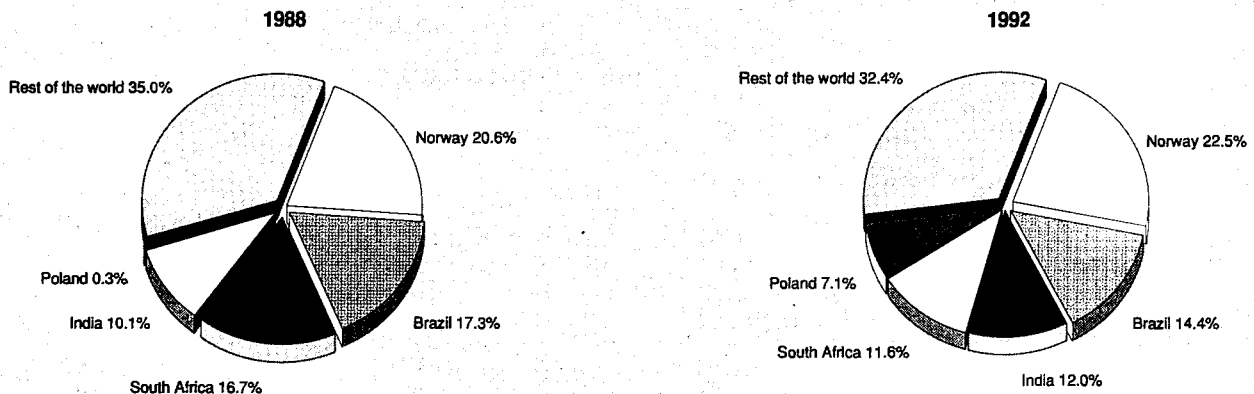 1988
Rest of the world 35.0%
Norway 20.6%
Poland 0.3%
India 10.1%
Brazil 17.3%
South Africa 16.7%
1992
Rest of the world 32.4%
Norway 22.5%
Poland 7.1%
Brazil 14.4%
South Africa 11.6%
India 12.0%